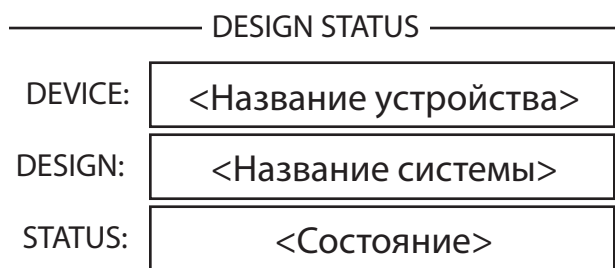 DESIGN STATUS
DEVICE: <Название устройства>
DESIGN: <Название системы>
STATUS: <Состояние>